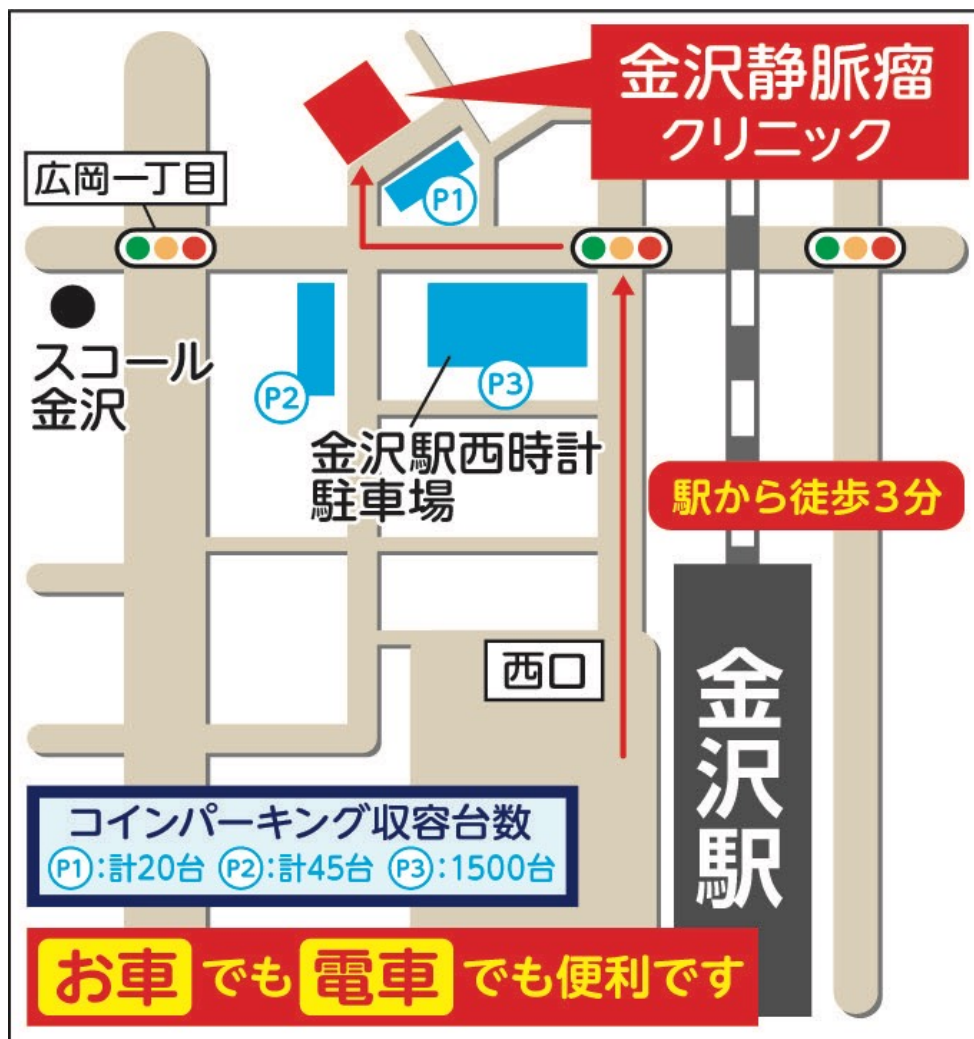 金沢静脈瘤
クリニック
広岡一丁目
P1
スコール
金沢
P2
P3
金沢駅西時計
駐車場
駅から徒歩3分
西口
金沢駅
コインパーキング収容台数
P1:計20台 P2:計45台 P3:1500台
お車でも電車でも便利です